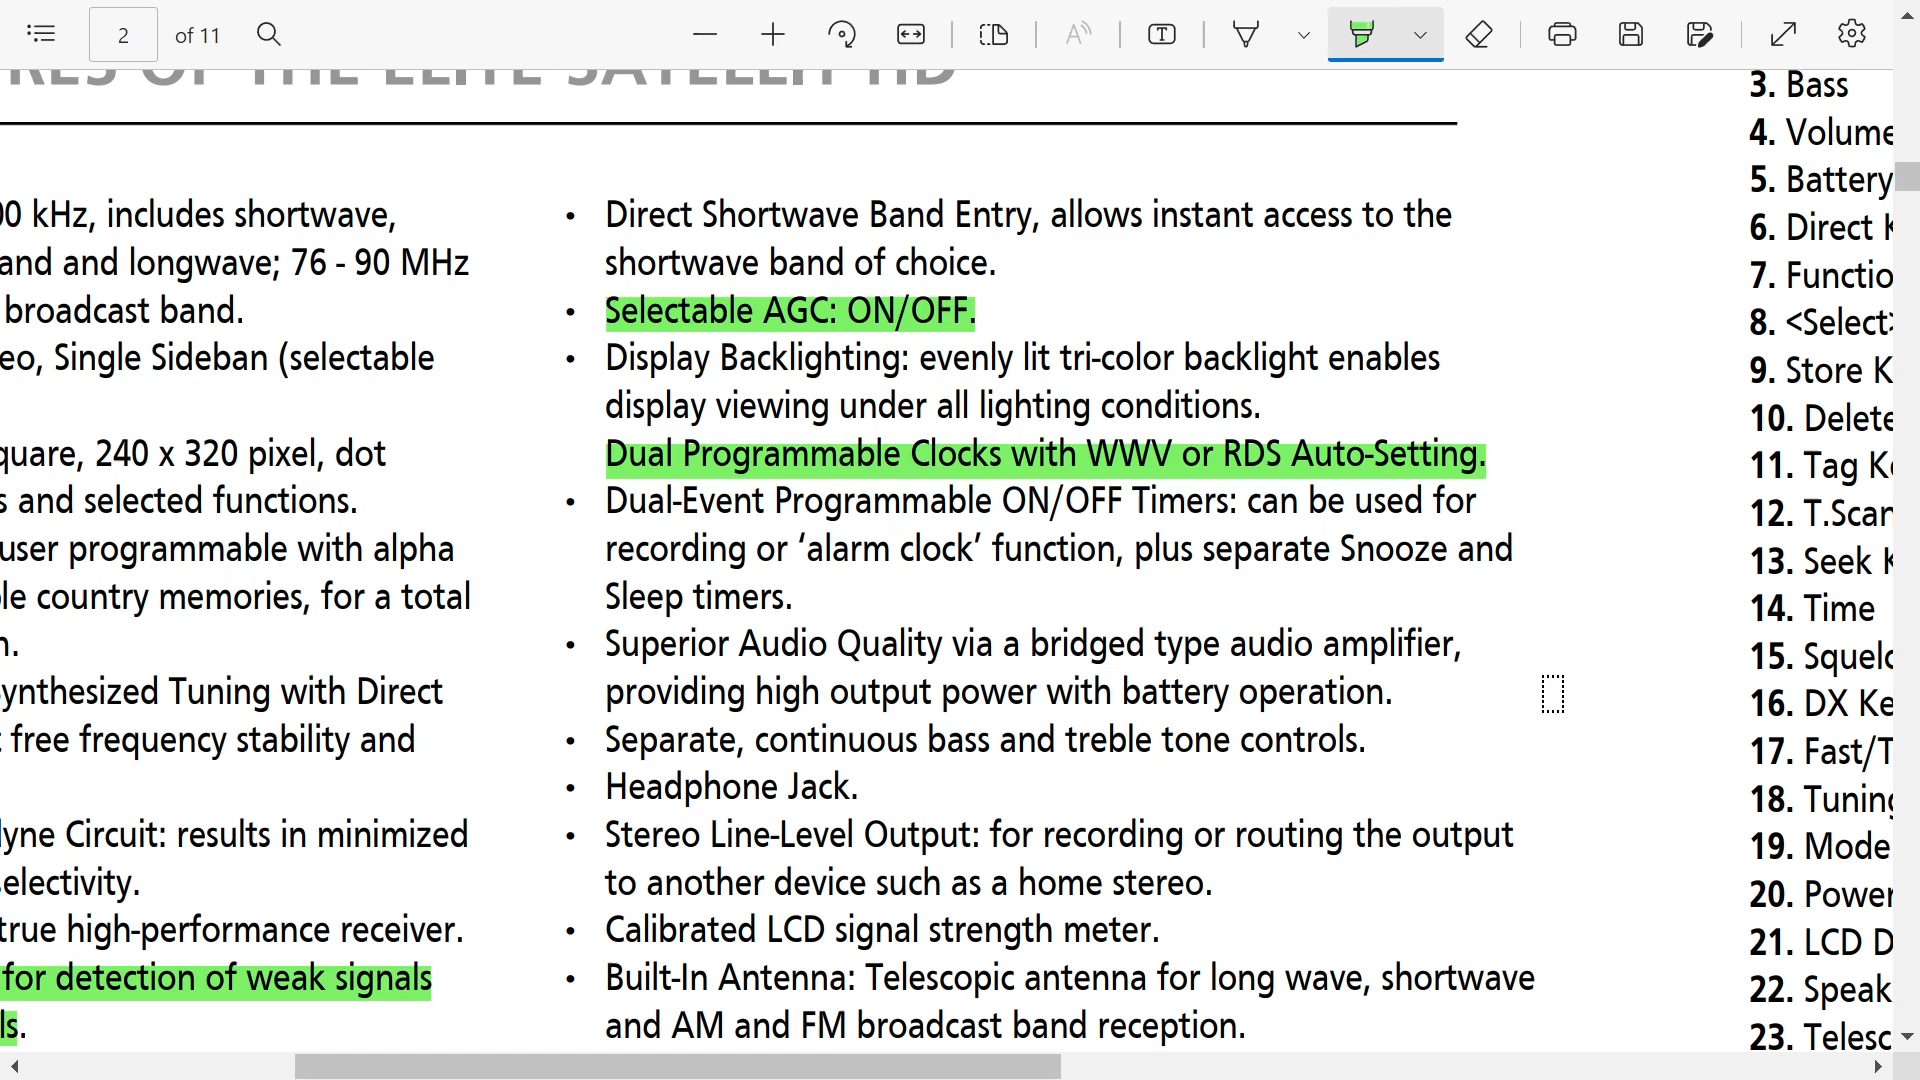 2 of 11
RES OF THE ELITE SATELLIT HD
00 kHz, includes shortwave,
and and longwave; 76 - 90 MHz
broadcast band.
eo, Single Sideban (selectable
quare, 240 x 320 pixel, dot
s and selected functions.
user programmable with alpha
le country memories, for a total
n.
ynthesized Tuning with Direct
t free frequency stability and
lyne Circuit: results in minimized
selectivity.
true high-performance receiver.
for detection of weak signals
ls.
• Direct Shortwave Band Entry, allows instant access to the
shortwave band of choice.
• Selectable AGC: ON/OFF.
• Display Backlighting: evenly lit tri-color backlight enables
display viewing under all lighting conditions.
Dual Programmable Clocks with WWV or RDS Auto-Setting.
• Dual-Event Programmable ON/OFF Timers: can be used for
recording or ‘alarm clock’ function, plus separate Snooze and
Sleep timers.
• Superior Audio Quality via a bridged type audio amplifier,
providing high output power with battery operation.
• Separate, continuous bass and treble tone controls.
• Headphone Jack.
• Stereo Line-Level Output: for recording or routing the output
to another device such as a home stereo.
• Calibrated LCD signal strength meter.
• Built-In Antenna: Telescopic antenna for long wave, shortwave
and AM and FM broadcast band reception.
3. Bass
4. Volume
5. Battery
6. Direct K
7. Functio
8. <Select>
9. Store K
10. Delete
11. Tag Ke
12. T.Scan
13. Seek K
14. Time
15. Squelc
16. DX Ke
17. Fast/T
18. Tuning
19. Mode
20. Power
21. LCD D
22. Speak
23. Telesc